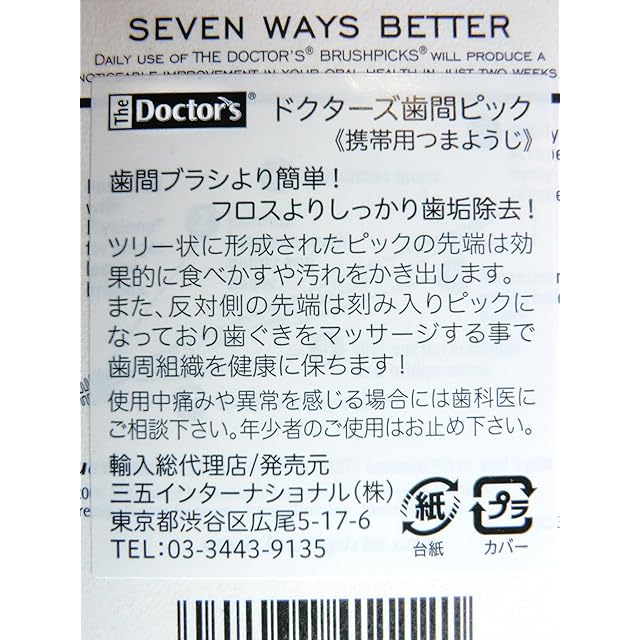 SEVEN WAYS BETTER
DAILY USE OF THE DOCTOR'S® BRUSHPICKS® WILL PRODUCE A
NOTICEABLE IMPROVEMENT IN YOUR ORAL HEALTH IN JUST TWO WEEKS
The Doctor's® ドクターズ歯間ピック
《携帯用つまようじ》
歯間ブラシより簡単!
フロスよりしっかり歯垢除去!
ツリー状に形成されたピックの先端は効
果的に食べかすや汚れをかき出します。
また、反対側の先端は刻み入りピックに
なっており歯ぐきをマッサージする事で
歯周組織を健康に保ちます!
使用中痛みや異常を感じる場合には歯科医に
ご相談下さい。年少者のご使用はお止め下さい。
輸入総代理店/発売元
三五インターナショナル(株)
東京都渋谷区広尾5-17-6
TEL:03-3443-9135
紙
台紙
プラ
カバー